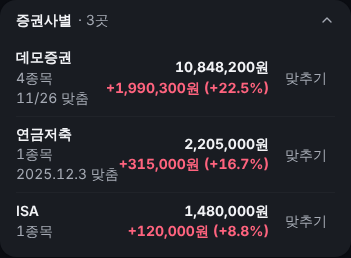 증권사별 · 3곳
데모증권
4종목
11/26 맞춤
10,848,200원
+1,990,300원 (+22.5%)
맞추기
연금저축
1종목
2025.12.3 맞춤
2,205,000원
+315,000원 (+16.7%)
맞추기
ISA
1종목
1,480,000원
+120,000원 (+8.8%)
맞추기